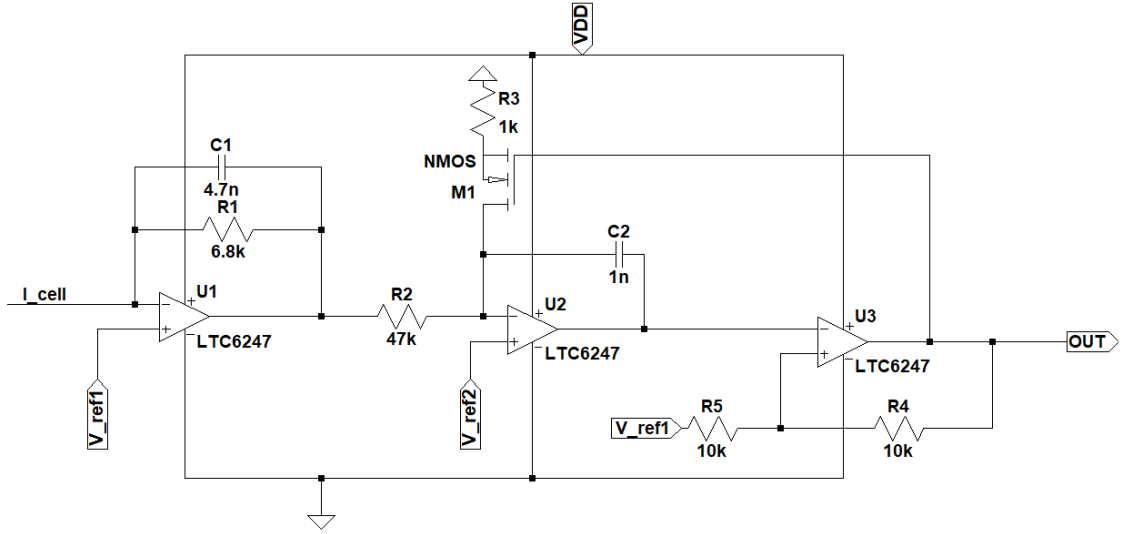 VDD
R3
1k
C1
4.7n
NMOS
M1
R1
6.8k
C2
1n
I_cell
U1
R2
U2
U3
LTC6247
47k
LTC6247
LTC6247
OUT
V_ref1
V_ref2
V_ref1
R5
R4
10k
10k